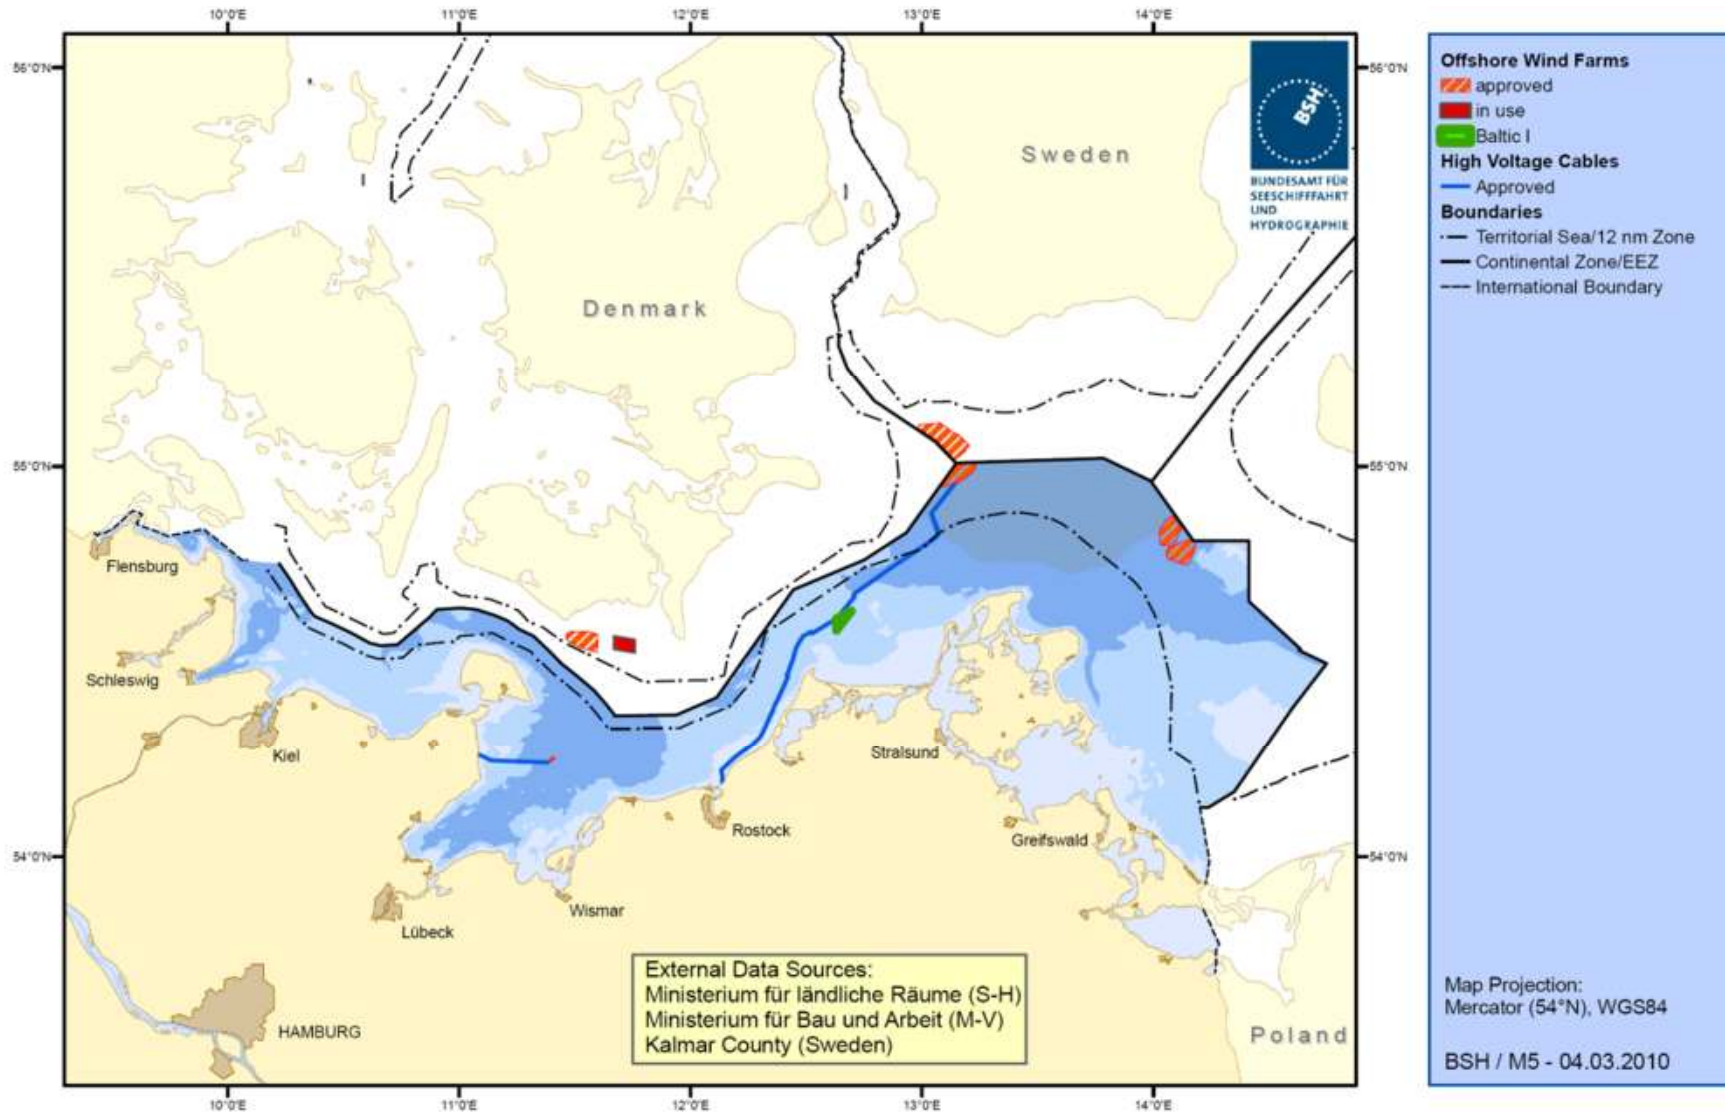 10°0'E 11°0'E 12°0'E 13°0'E 14°0'E
56°0'N 56°0'N
BSH
BUNDESAMT FÜR
SEESCHIFFFAHRT
UND
HYDROGRAPHIE
Sweden
Denmark
55°0'N 55°0'N
Flensburg
Schleswig
Kiel
Stralsund
Rostock
Greifswald
54°0'N 54°0'N
Wismar
Lübeck
HAMBURG
Poland
External Data Sources:
Ministerium für ländliche Räume (S-H)
Ministerium für Bau und Arbeit (M-V)
Kalmar County (Sweden)
10°0'E 11°0'E 12°0'E 13°0'E 14°0'E
Offshore Wind Farms
approved
in use
Baltic I
High Voltage Cables
Approved
Boundaries
Territorial Sea/12 nm Zone
Continental Zone/EEZ
International Boundary
Map Projection:
Mercator (54°N), WGS84
BSH / M5 - 04.03.2010